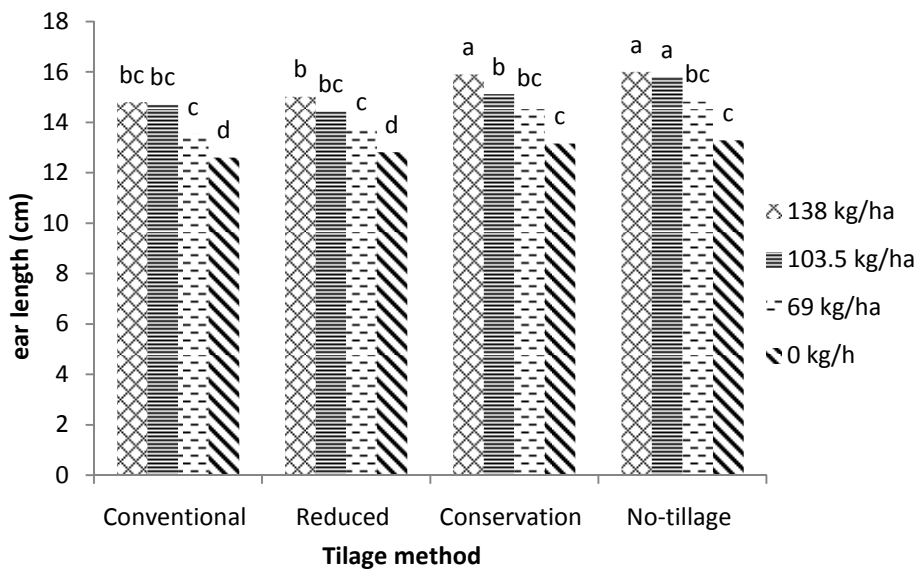 18
16
14
12
10
8
6
4
2
0
ear length (cm)
bc bc c d
b bc c d
a b bc c
a a bc c
138 kg/ha
103.5 kg/ha
69 kg/ha
0 kg/h
Conventional Reduced Conservation No-tillage
Tilage method